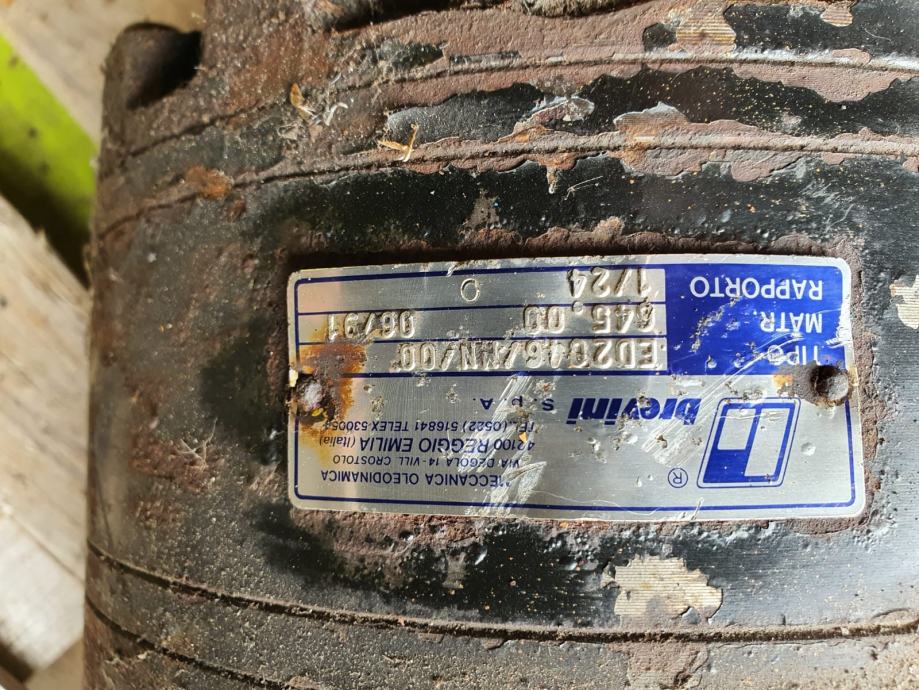 brevini s.p.A.
MECCANICA OLEODINAMICA
VIA DEGOLA 14 - VILL. CROSTOLO
42100 REGGIO EMILIA (Italia)
TEL. (0522) 516841 TELEX 530054
TIPO ED2046/MN/00
MATR. 645.00 06/91
RAPPORTO 1/24